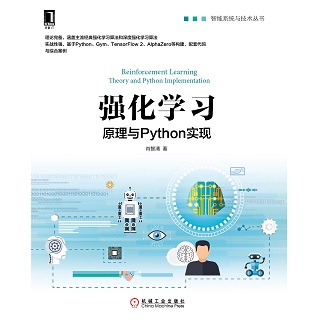 智能系统与技术丛书
理论完备，涵盖主流经典强化学习算法和深度强化学习算法
实战性强，基于Python、Gym、TensorFlow 2、AlphaZero等构建，配套代码
与综合案例
Reinforcement Learning
Theory and Python Implementation
强化学习
原理与Python实现
肖智清 著
机械工业出版社
China Machine Press